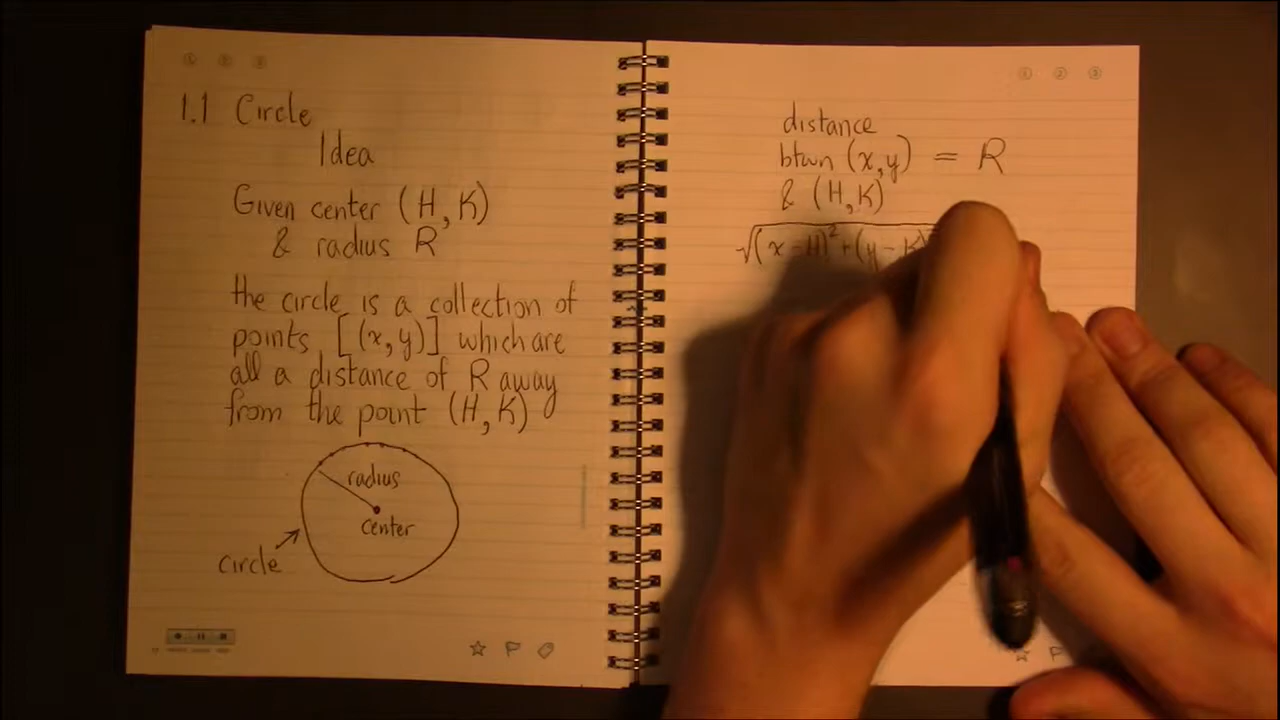 1.1 Circle
Idea
Given center (H, K)
& radius R
the circle is a collection of
points [(x, y)] which are
all a distance of R away
from the point (H, K)
radius
center
circle
distance
btwn (x, y) = R
& (H, K)
√(x - H)² + (y - K)